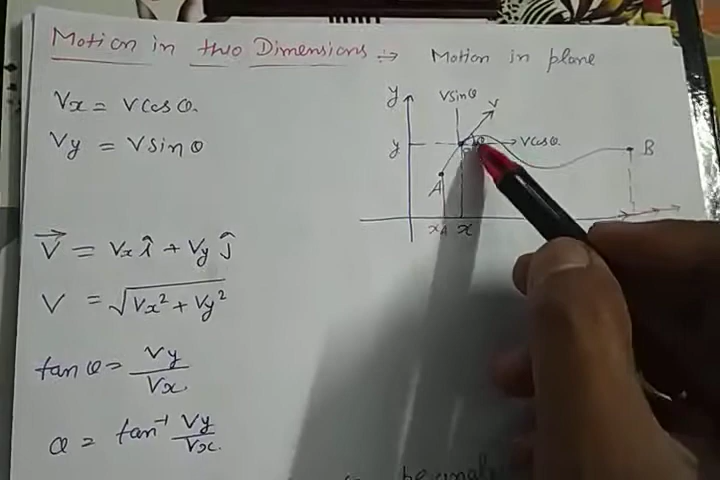 Motion in two Dimensions :→ Motion in plane
Vx = V cos θ.
Vy = V sin θ
V⃗ = Vx î + Vy ĵ
V = √(Vx² + Vy²)
tan θ = Vy / Vx
θ = tan⁻¹ Vy / Vx.
y
V sin θ
V
y
V cos θ.
B
A
xA
x